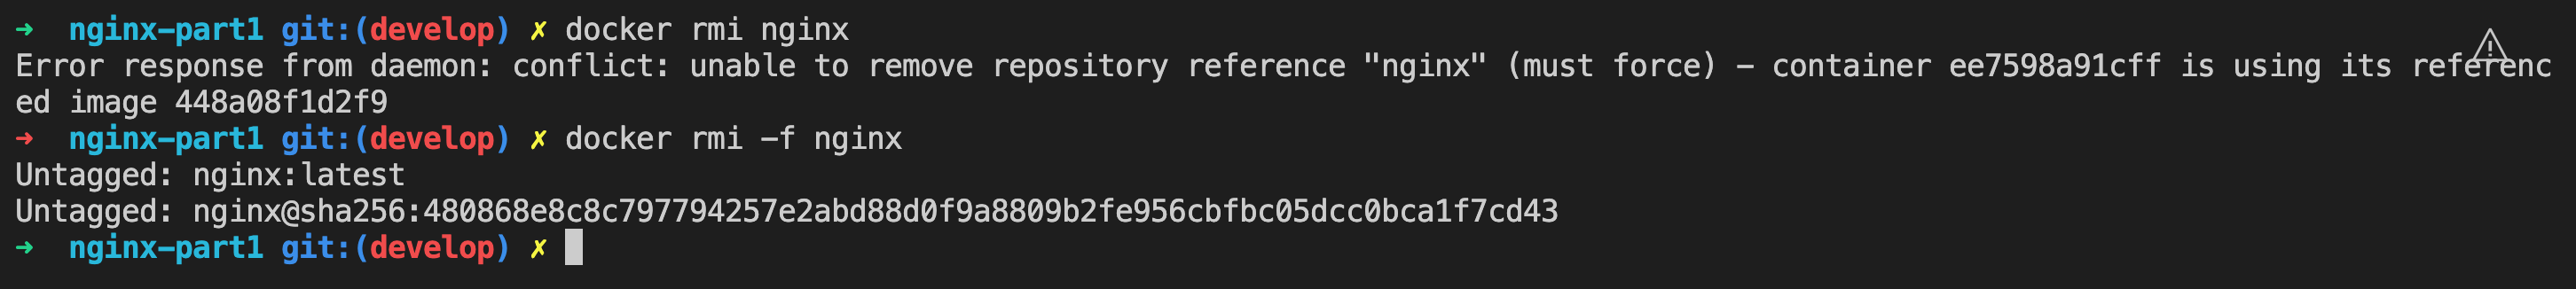 ➜  nginx-part1 git:(develop) ✗ docker rmi nginx
Error response from daemon: conflict: unable to remove repository reference "nginx" (must force) - container ee7598a91cff is using its referenc
ed image 448a08f1d2f9
➜  nginx-part1 git:(develop) ✗ docker rmi -f nginx
Untagged: nginx:latest
Untagged: nginx@sha256:480868e8c8c797794257e2abd88d0f9a8809b2fe956cbfbc05dcc0bca1f7cd43
➜  nginx-part1 git:(develop) ✗